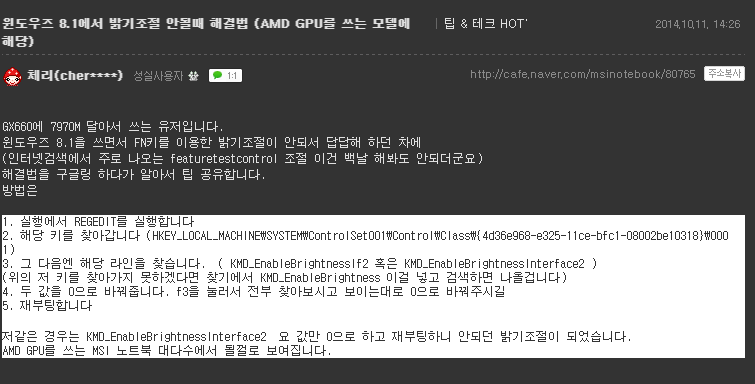 윈도우즈 8.1에서 밝기조절 안될때 해결법 (AMD GPU를 쓰는 모델에
해당)
팁 & 테크 HOT'
2014,10,11, 14:26
체리(cher****) 성실사용자 1:1
http://cafe,naver,com/msinotebook/80765 주소복사
GX660에 7970M 달아서 쓰는 유저입니다.
윈도우즈 8.1을 쓰면서 FN키를 이용한 밝기조절이 안되서 답답해 하던 차에
(인터넷검색에서 주로 나오는 featuretestcontrol 조절 이건 백날 해봐도 안되더군요)
해결법을 구글링 하다가 알아서 팁 공유합니다.
방법은
1. 실행에서 REGEDIT를 실행합니다
2. 해당 키를 찾아갑니다 (HKEY_LOCAL_MACHINE₩SYSTEM₩ControlSet001₩Control₩Class₩{4d36e968-e325-11ce-bfc1-08002be10318}₩000
1)
3. 그 다음엔 해당 라인을 찾습니다. ( KMD_EnableBrightnesslf2 혹은 KMD_EnableBrightnessInterface2 )
(위의 저 키를 찾아가지 못하겠다면 찾기에서 KMD_EnableBrightness 이걸 넣고 검색하면 나올겁니다)
4. 두 값을 0으로 바꿔줍니다. f3을 눌러서 전부 찾아보시고 보이는대로 0으로 바꿔주시길
5. 재부팅합니다
저같은 경우는 KMD_EnableBrightnessInterface2 요 값만 0으로 하고 재부팅하니 안되던 밝기조절이 되었습니다.
AMD GPU를 쓰는 MSI 노트북 대다수에서 될껄로 보여집니다.